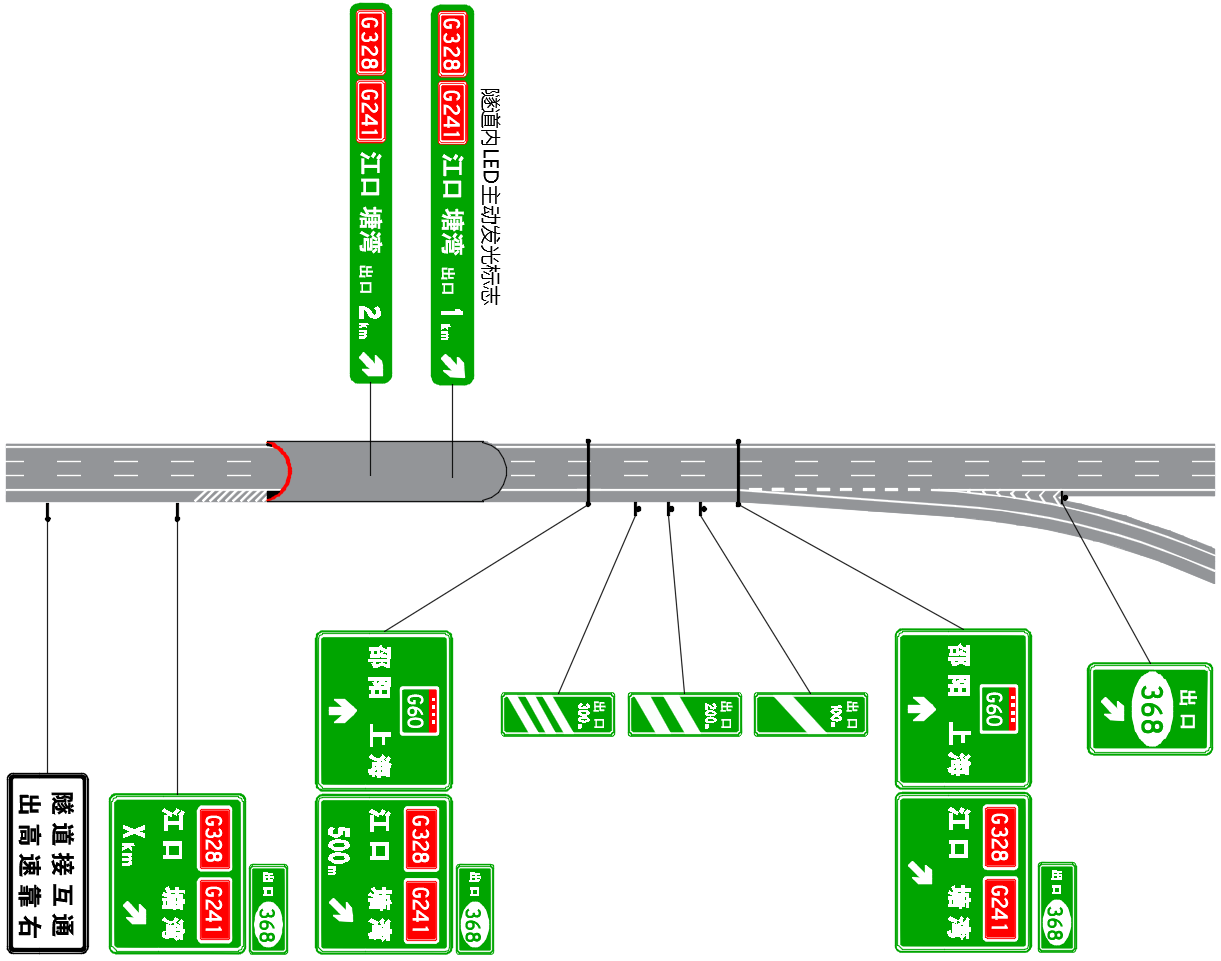 G328 G241 江口 塘湾 出口 2km
G328 G241 江口 塘湾 出口 1km
隧道内LED主动发光标志
隧道接互通
出高速靠右
出口 368
G328 G241
江口 塘湾
Xkm
G60
邵阳 上海
出口 368
G328 G241
江口 塘湾
500m
出口
300m
出口
200m
出口
100m
G60
邵阳 上海
出口 368
G328 G241
江口 塘湾
出口
368